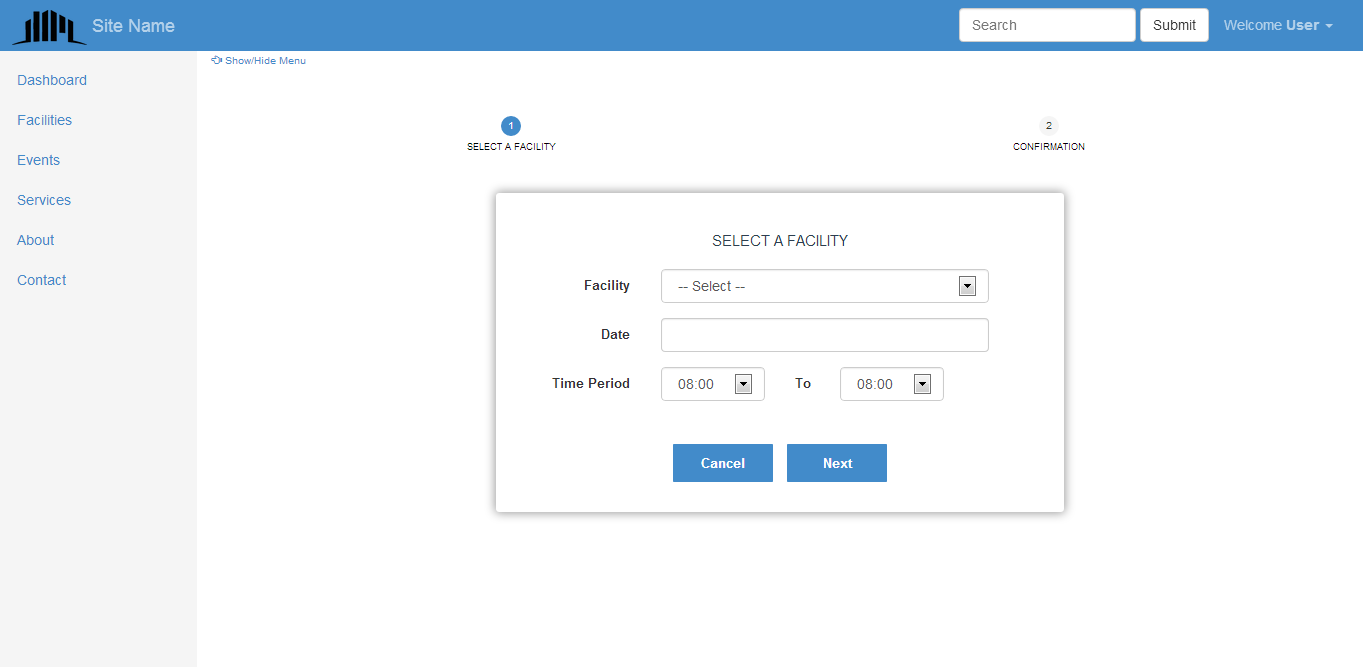 Site Name
Search
Submit
Welcome User
Show/Hide Menu
Dashboard
Facilities
Events
Services
About
Contact
1
SELECT A FACILITY
2
CONFIRMATION
SELECT A FACILITY
Facility -- Select --
Date
Time Period 08:00 To 08:00
Cancel Next